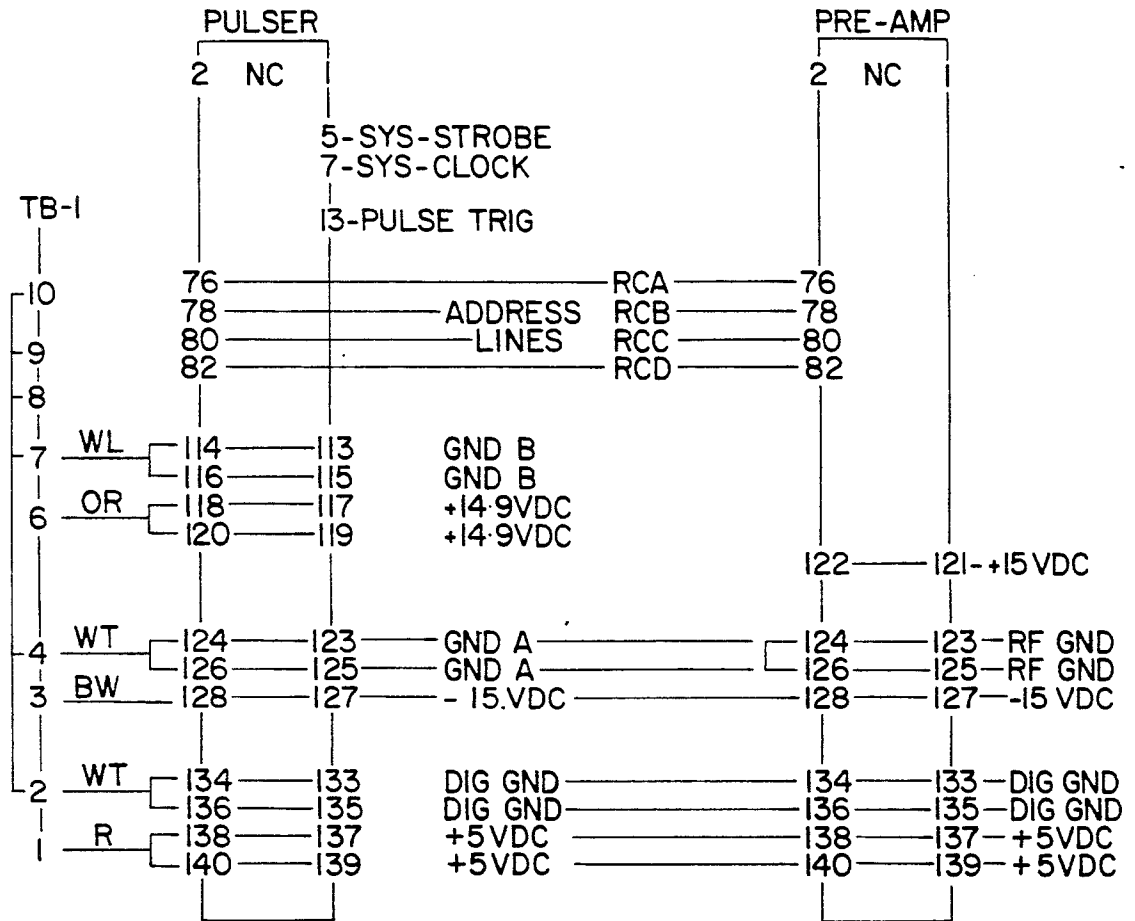 PULSER PRE-AMP
2 NC 1 2 NC 1
5-SYS-STROBE
7-SYS-CLOCK
TB-1
13-PULSE TRIG
76 RCA 76
10
78 ADDRESS RCB 78
80 LINES RCC 80
9
82 RCD 82
8
WL 114 113 GND B
7
116 115 GND B
OR 118 117 +14.9VDC
6
120 119 +14.9VDC
122 121-+15VDC
WT 124 123 GND A 124 123 RF GND
4
126 125 GND A 126 125 RF GND
3 BW 128 127 -15.VDC 128 127 -15 VDC
WT 134 133 DIG GND 134 133 DIG GND
2
136 135 DIG GND 136 135 DIG GND
R 138 137 +5VDC 138 137 +5VDC
1
140 139 +5VDC 140 139 +5VDC